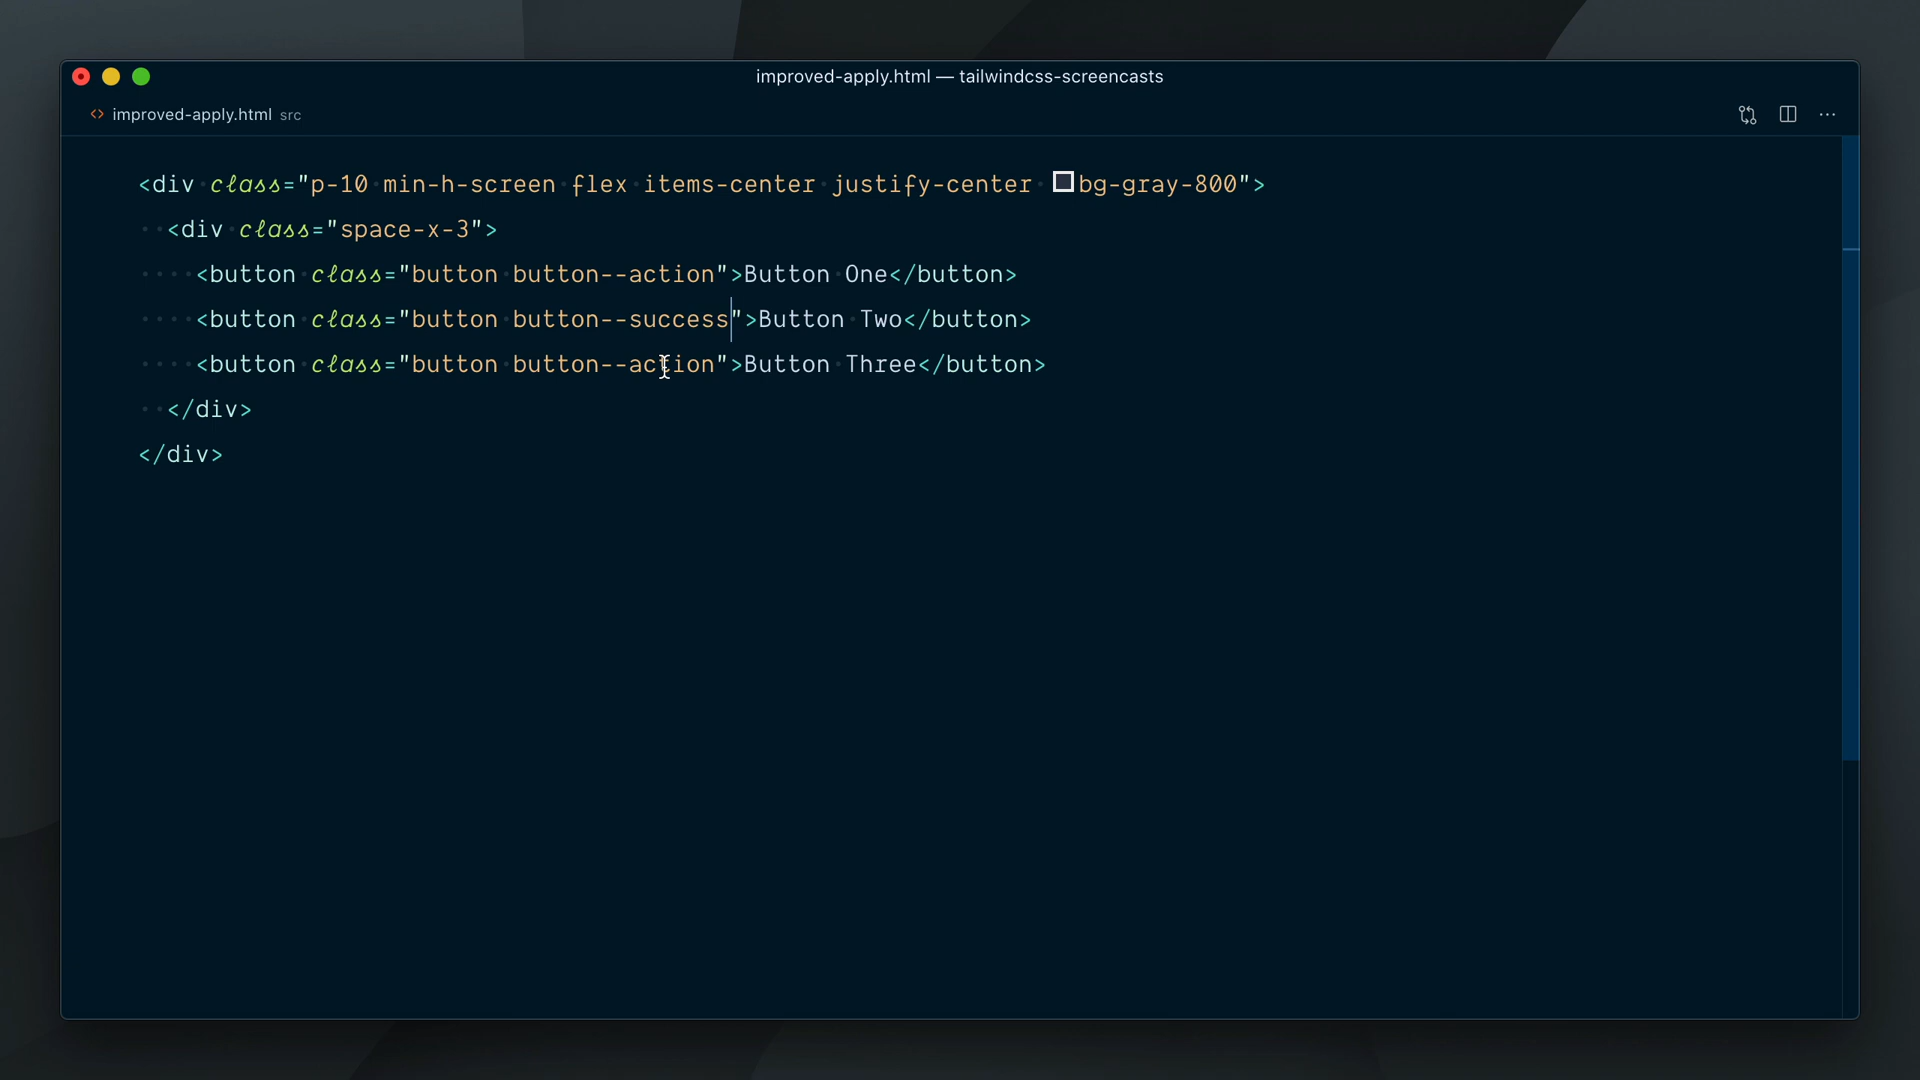 improved-apply.html — tailwindcss-screencasts
<> improved-apply.html src
<div class="p-10 min-h-screen flex items-center justify-center bg-gray-800">
<div class="space-x-3">
<button class="button button--action">Button One</button>
<button class="button button--success">Button Two</button>
<button class="button button--action">Button Three</button>
</div>
</div>